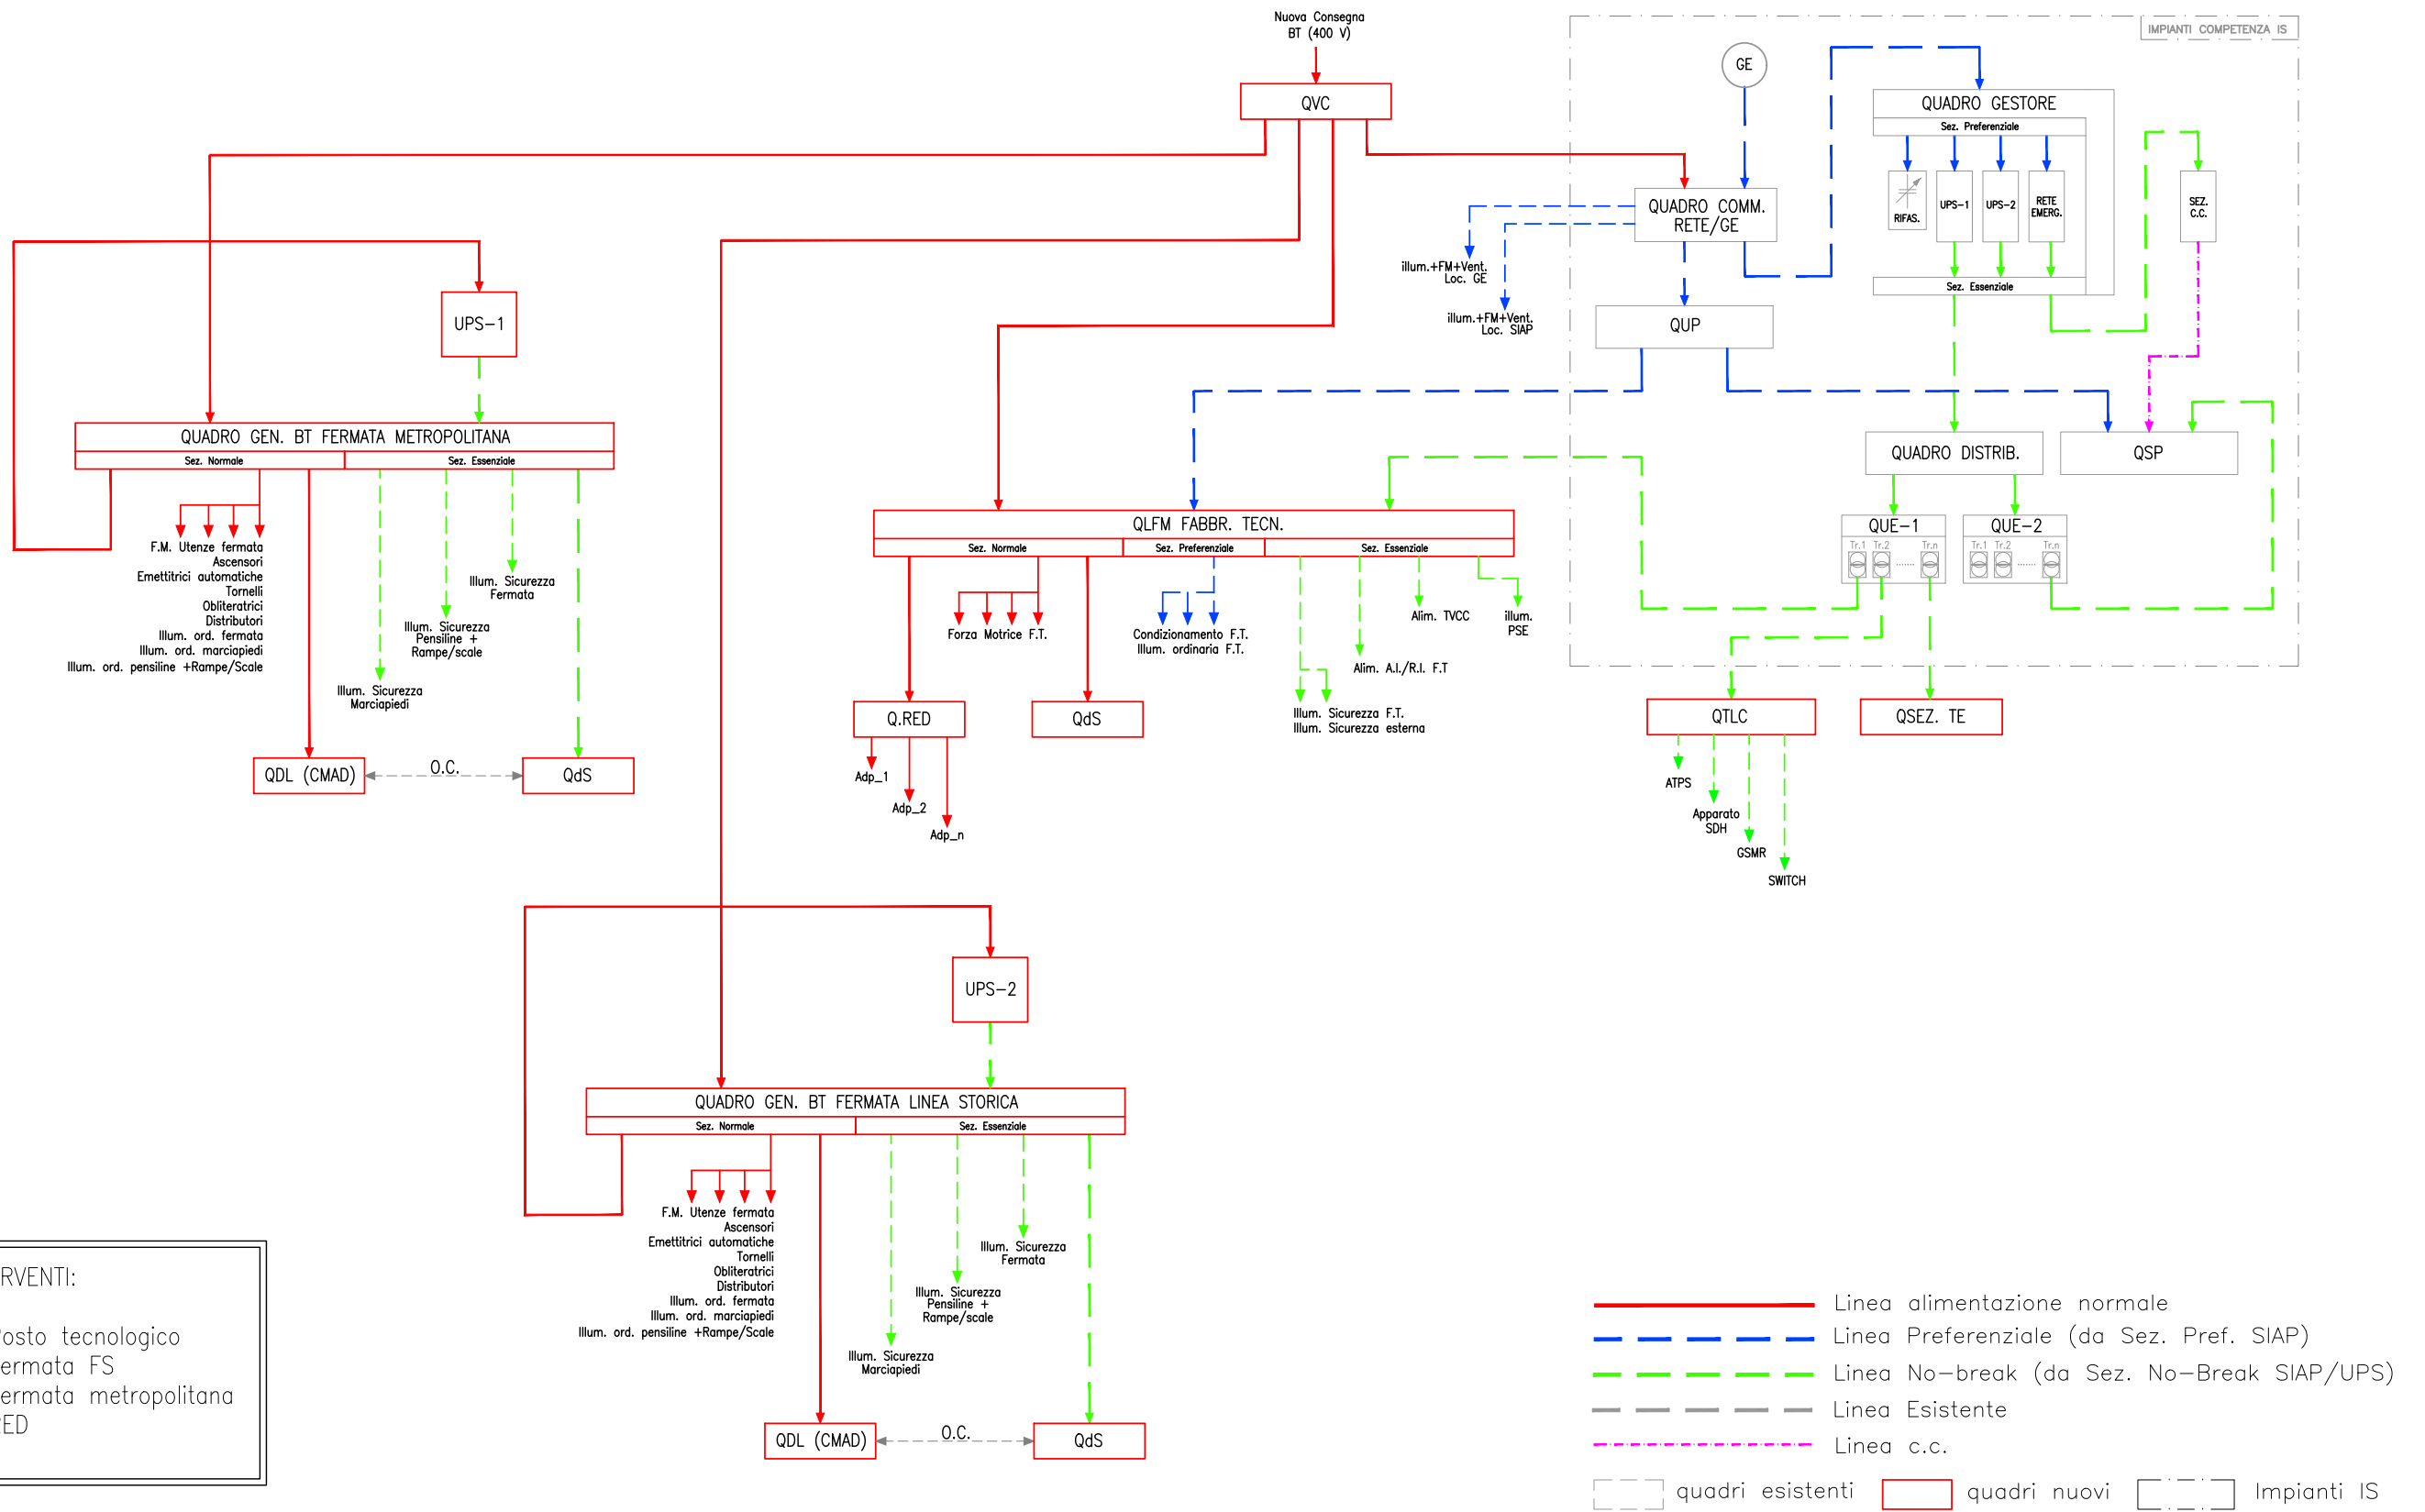 Nuova Consegna
BT (400 V)
QVC
IMPIANTI COMPETENZA IS
GE
QUADRO GESTORE
Sez. Preferenziale
RIFAS.
UPS-1
UPS-2
RETE
EMERG.
SEZ.
C.C.
Sez. Essenziale
QUADRO COMM.
RETE/GE
illum.+FM+Vent.
Loc. GE
illum.+FM+Vent.
Loc. SIAP
QUP
QUADRO DISTRIB.
QSP
QUE-1
Tr.1 Tr.2 Tr.n
QUE-2
Tr.1 Tr.2 Tr.n
UPS-1
QUADRO GEN. BT FERMATA METROPOLITANA
Sez. Normale
Sez. Essenziale
F.M. Utenze fermata
Ascensori
Emettitrici automatiche
Tornelli
Obliteratrici
Distributori
Illum. ord. fermata
Illum. ord. marciapiedi
Illum. ord. pensiline +Rampe/Scale
Illum. Sicurezza
Fermata
Illum. Sicurezza
Pensiline +
Rampe/scale
Illum. Sicurezza
Marciapiedi
QDL (CMAD)
O.C.
QdS
QLFM FABBR. TECN.
Sez. Normale
Sez. Preferenziale
Sez. Essenziale
Forza Motrice F.T.
Condizionamento F.T.
Illum. ordinaria F.T.
Alim. TVCC
illum.
PSE
Alim. A.I./R.I. F.T
Illum. Sicurezza F.T.
Illum. Sicurezza esterna
Q.RED
QdS
Adp_1
Adp_2
Adp_n
QTLC
QSEZ. TE
ATPS
Apparato
SDH
GSMR
SWITCH
UPS-2
QUADRO GEN. BT FERMATA LINEA STORICA
Sez. Normale
Sez. Essenziale
F.M. Utenze fermata
Ascensori
Emettitrici automatiche
Tornelli
Obliteratrici
Distributori
Illum. ord. fermata
Illum. ord. marciapiedi
Illum. ord. pensiline +Rampe/Scale
Illum. Sicurezza
Fermata
Illum. Sicurezza
Pensiline +
Rampe/scale
Illum. Sicurezza
Marciapiedi
QDL (CMAD)
O.C.
QdS
RVENTI:
osto tecnologico
ermata FS
ermata metropolitana
ED
Linea alimentazione normale
Linea Preferenziale (da Sez. Pref. SIAP)
Linea No-break (da Sez. No-Break SIAP/UPS)
Linea Esistente
Linea c.c.
quadri esistenti
quadri nuovi
Impianti IS